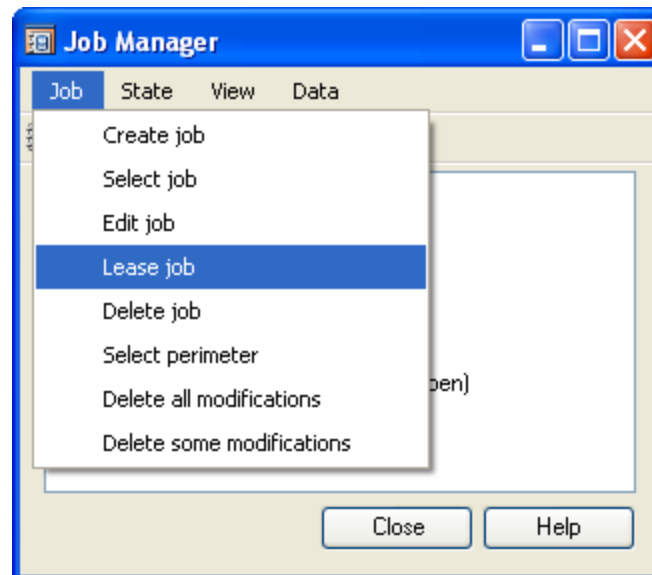 Job Manager
Job State View Data
Create job
Select job
Edit job
Lease job
Delete job
Select perimeter
Delete all modifications
Delete some modifications
Close Help